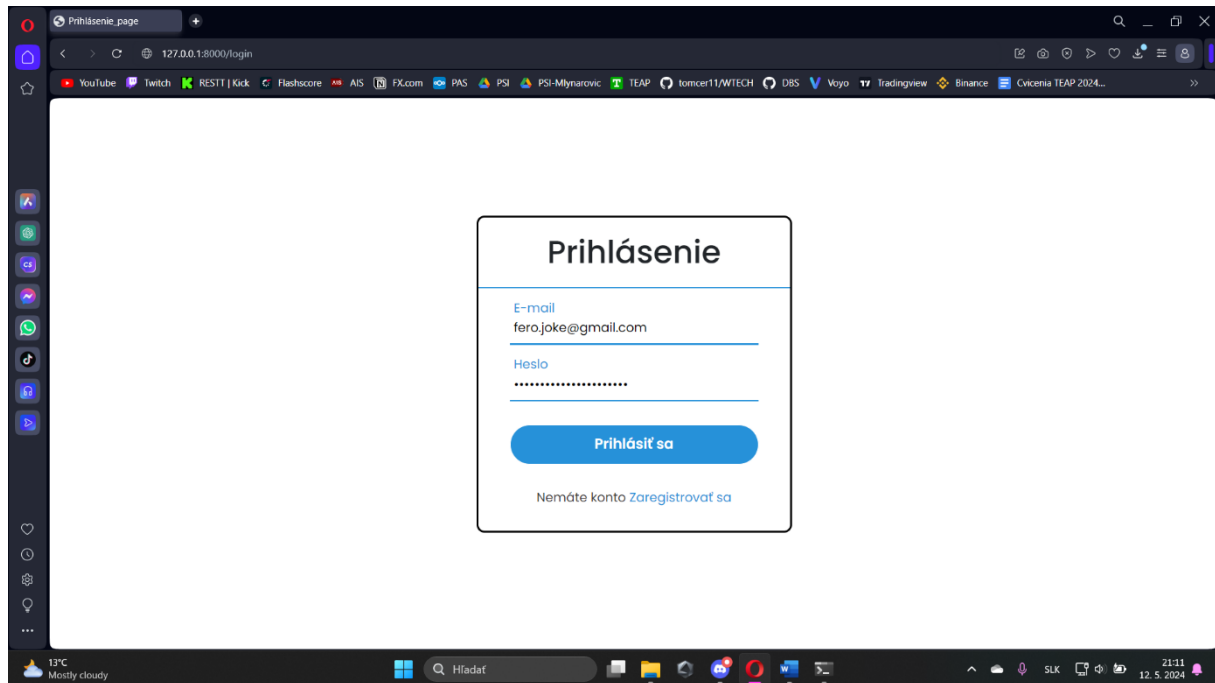 Prihlásenie_page
127.0.0.1:8000/login
YouTube Twitch RESTT | Kick Flashscore AIS AIS FX.com PAS PSI PSI-Mlynarovic TEAP tomcer11/WTECH DBS Voyo Tradingview Binance Cvicenia TEAP 2024...
Prihlásenie
E-mail
fero.joke@gmail.com
Heslo
Prihlásiť sa
Nemáte konto Zaregistrovať sa
13°C
Mostly cloudy
Hľadať
SLK
21:11
12. 5. 2024